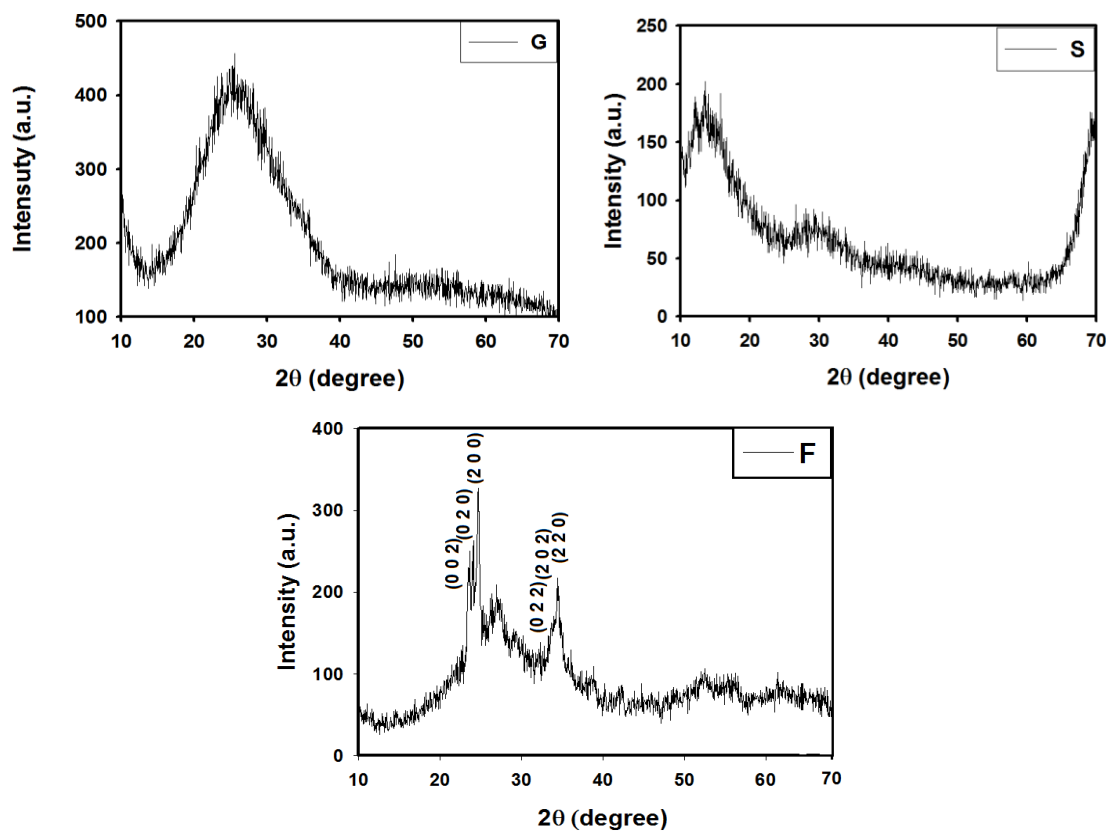 500
400
300
200
100
Intensuty (a.u.)
G
10 20 30 40 50 60 70
2θ (degree)
250
200
150
100
50
0
Intensity (a.u.)
S
10 20 30 40 50 60 70
2θ (degree)
400
300
200
100
0
Intensity (a.u.)
F
(0 0 2)
(0 2 0)
(2 0 0)
(0 2 2)
(2 0 2)
(2 2 0)
10 20 30 40 50 60 70
2θ (degree)